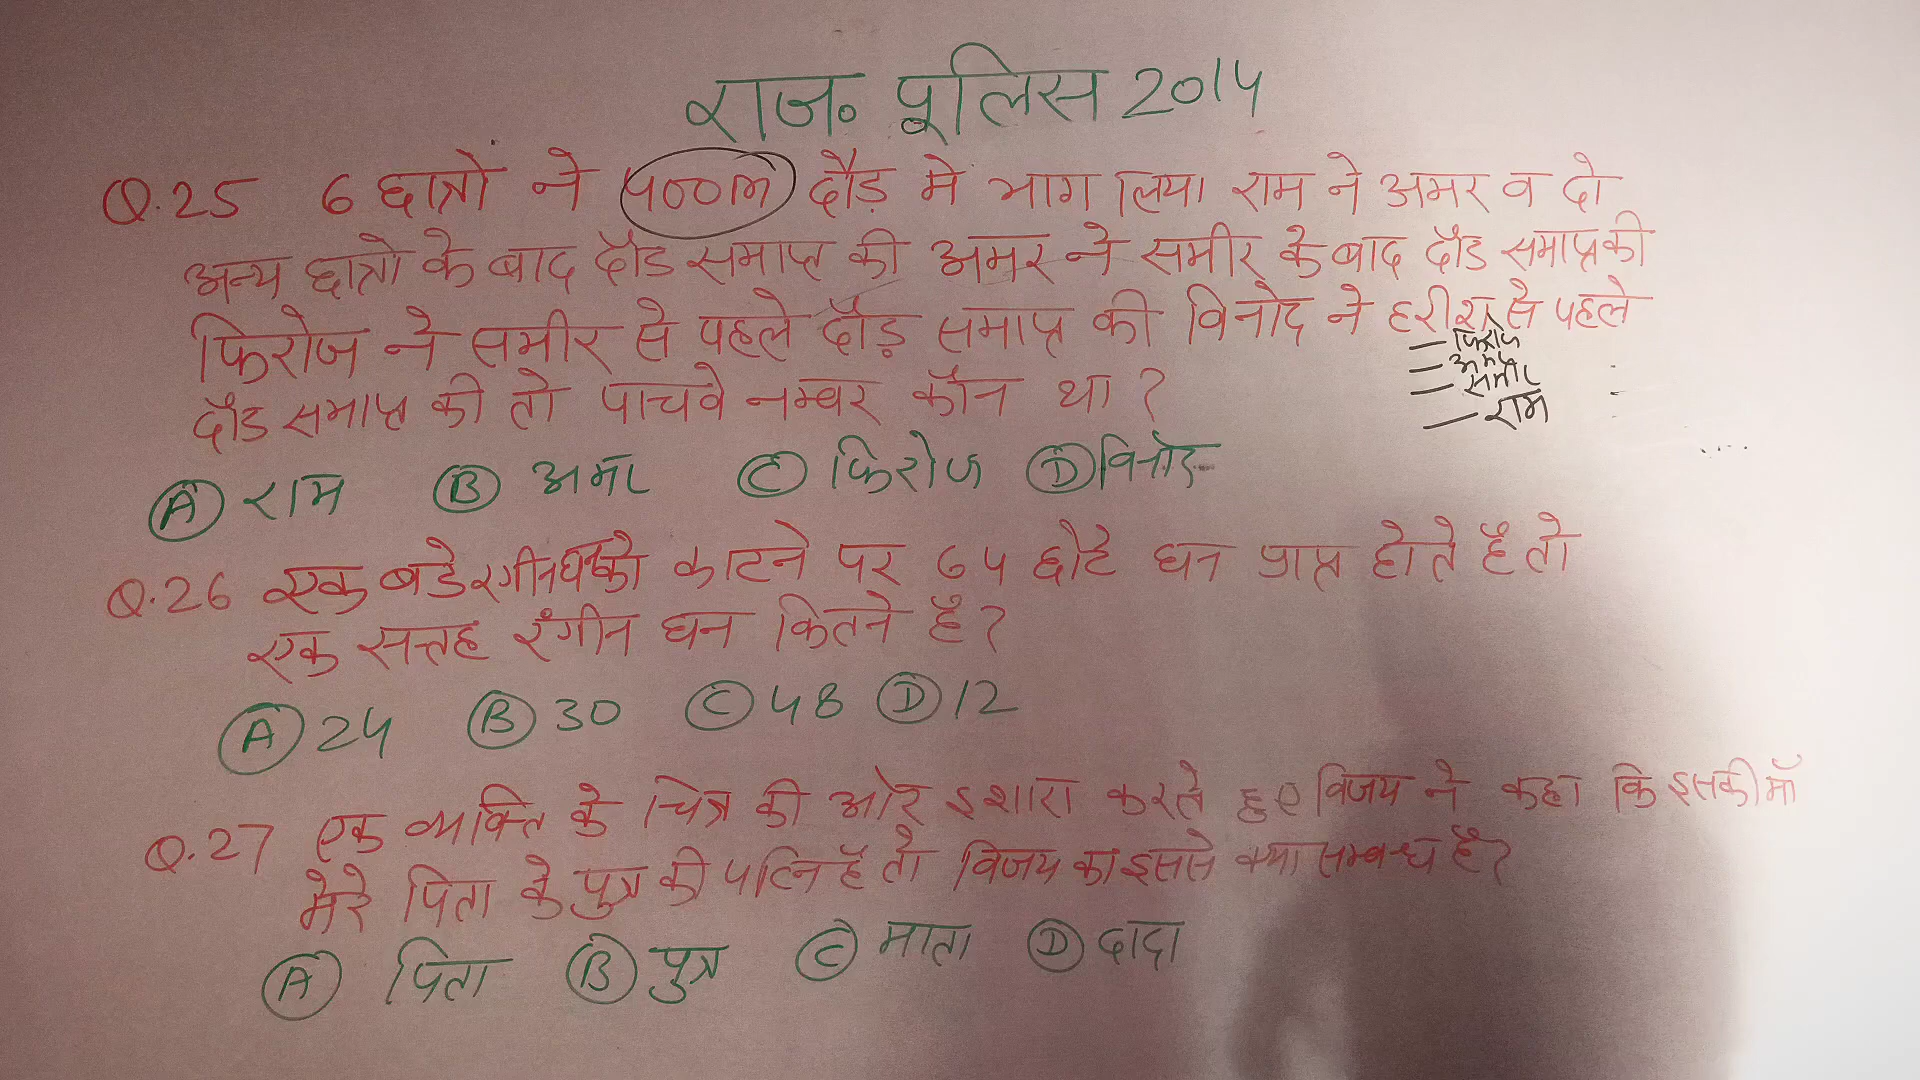 राज॰ पूलिस 2014
Q.25 6 छात्रो ने 400m दौड़ मे भाग लिया राम ने अमर व दो
अन्य छात्रो के बाद दौड समाप्त की अमर ने समीर के बाद दौड समाप्त की
फिरोज ने समीर से पहले दौड़ समाप्त की विनोद ने हरीश से पहले
दौड समाप्त की तो पाचवे नम्बर कौन था ?
— फिरोज
— अमर
— समीर
— राम
A राम B अमर C फिरोज D विनोद
Q.26 एक बडे रगीन घन को काटने पर 64 छोटे घन प्राप्त होते है तो
एक सत्तह रंगीन घन कितने है ?
A 24 B 30 C 48 D 12
Q.27 एक व्यक्ति के चित्र की ओर इशारा करते हुए विजय ने कहा कि इसकी माँ
मेरे पिता के पुत्र की पत्नि है तो विजय का इससे क्या सम्बन्ध है ?
A पिता B पुत्र C माता D दादा